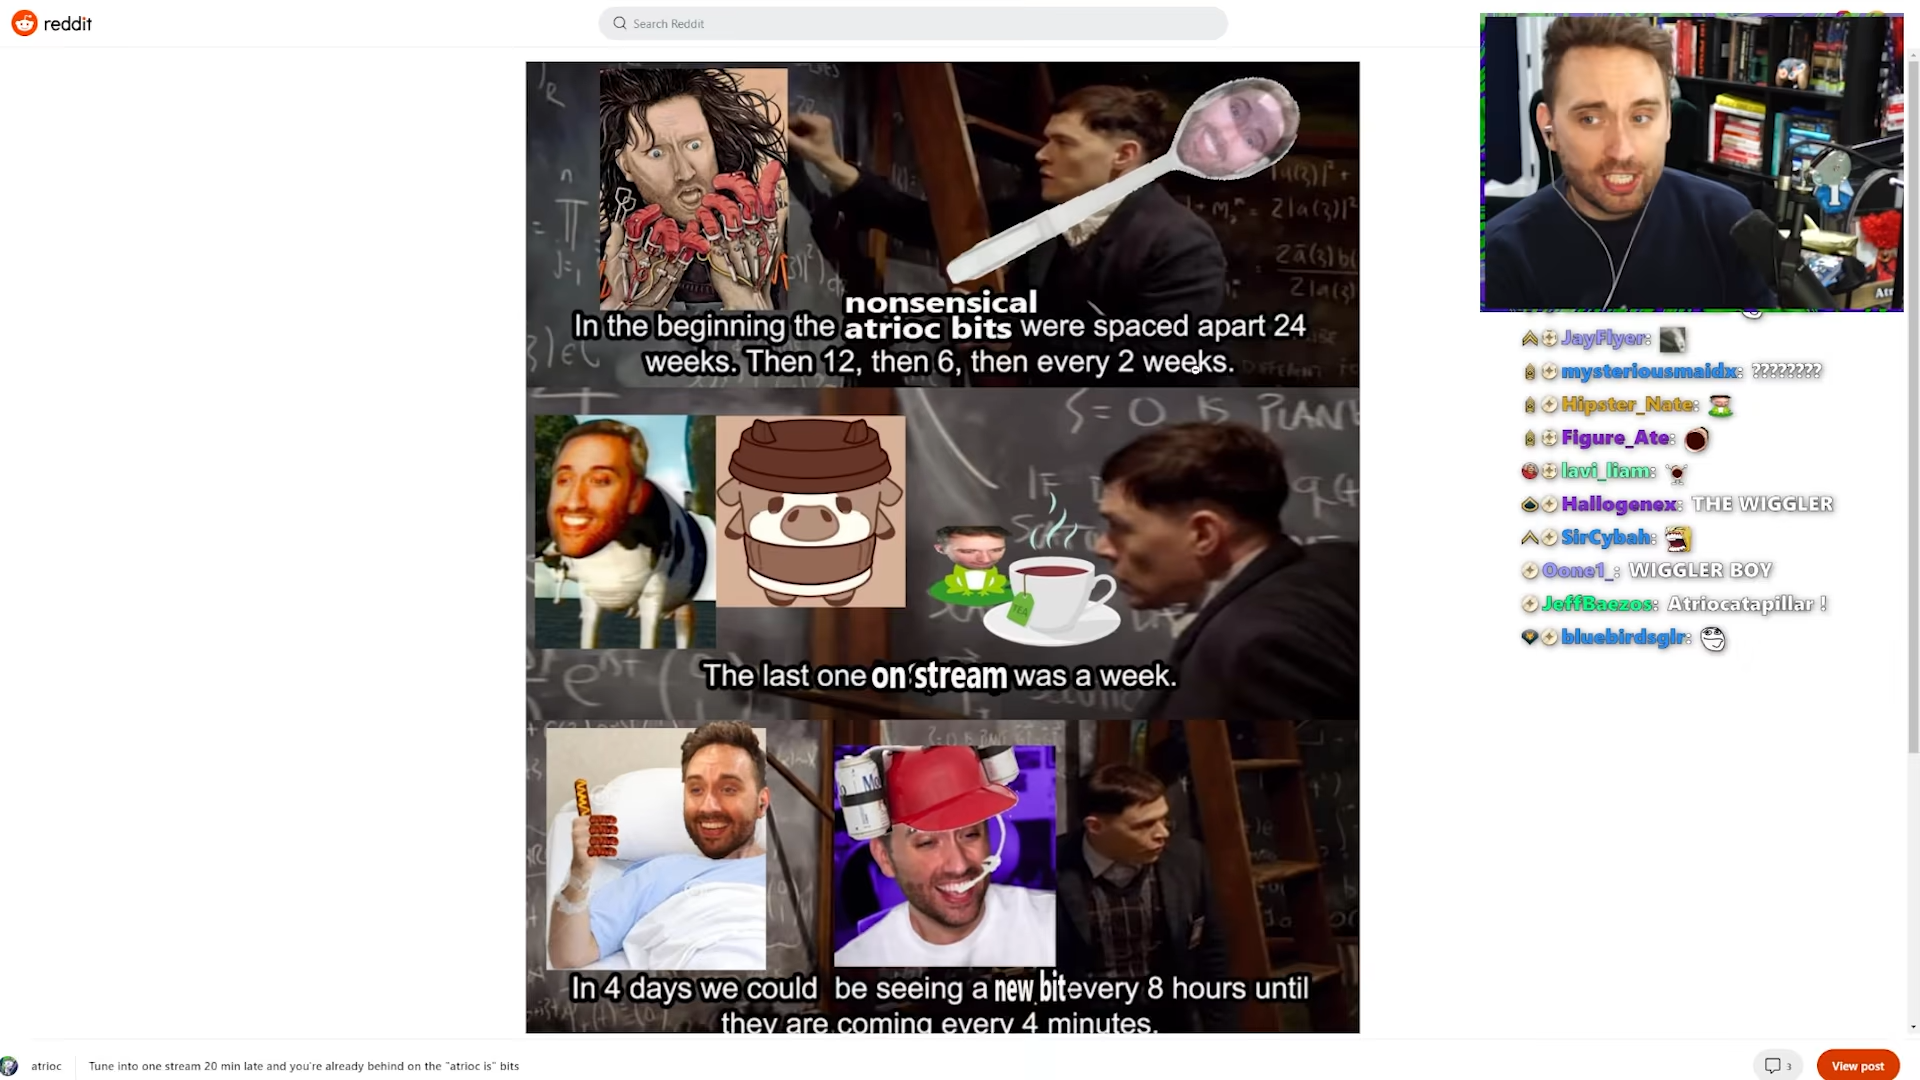 reddit
Search Reddit
nonsensical
In the beginning the atrioc bits were spaced apart 24
weeks. Then 12, then 6, then every 2 weeks.
TEA
The last one on stream was a week.
In 4 days we could be seeing a new bit every 8 hours until
they are coming every 4 minutes.
JayFlyer:
mysteriousmaidx: ????????
Hipster_Nate:
Figure_Ate:
lavi_liam:
Hallogenex: THE WIGGLER
SirCybah:
Oone1_: WIGGLER BOY
JeffBaezos: Atriocatapillar !
bluebirdsglr:
atrioc
Tune into one stream 20 min late and you're already behind on the "atrioc is" bits
3
View post